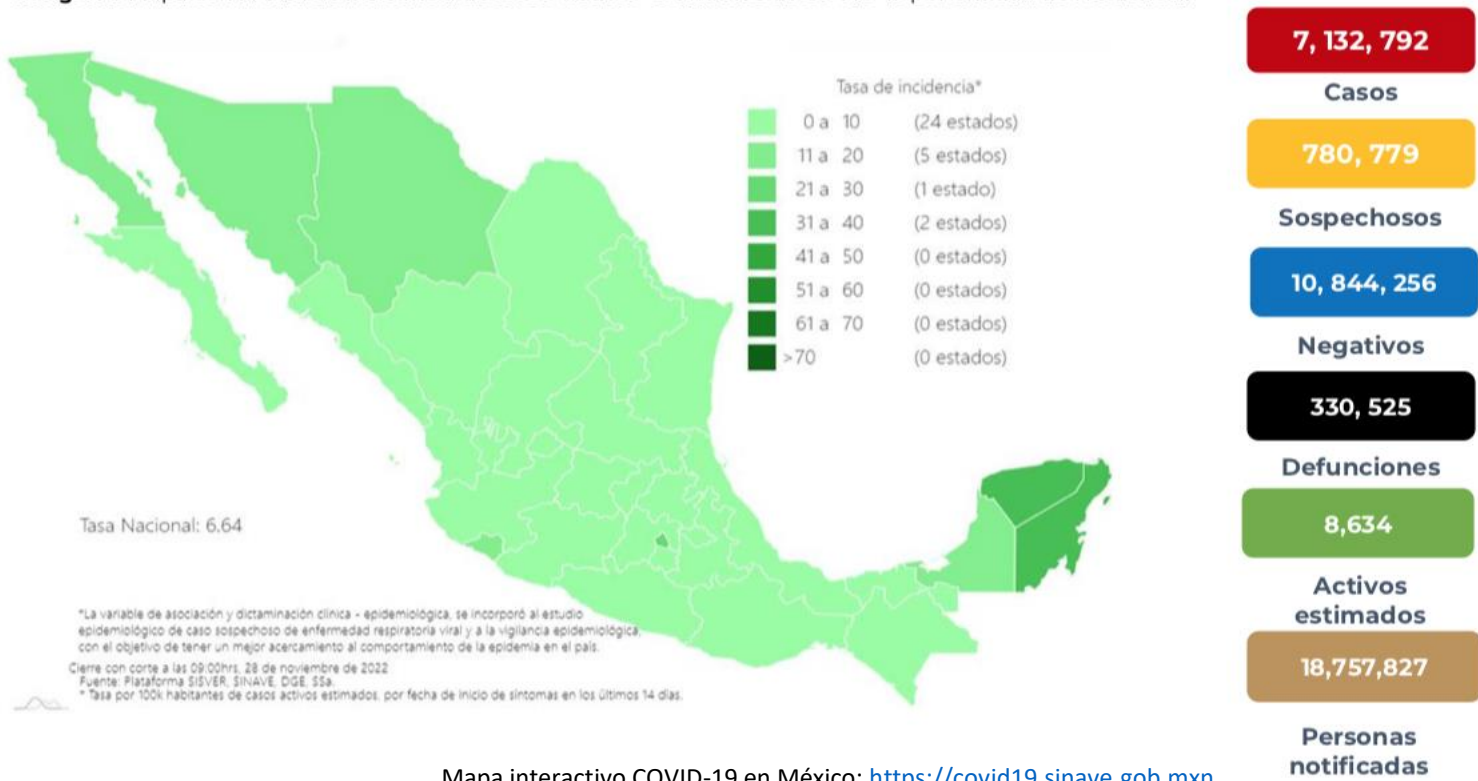 7, 132, 792
Casos
780, 779
Sospechosos
10, 844, 256
Negativos
330, 525
Defunciones
8,634
Activos
estimados
18,757,827
Personas
notificadas
Tasa de incidencia*
0 a 10 (24 estados)
11 a 20 (5 estados)
21 a 30 (1 estado)
31 a 40 (2 estados)
41 a 50 (0 estados)
51 a 60 (0 estados)
61 a 70 (0 estados)
>70 (0 estados)
Tasa Nacional: 6.64
*La variable de asociación y dictaminación clínica - epidemiológica, se incorporó al estudio
epidemiológico de caso sospechoso de enfermedad respiratoria viral y a la vigilancia epidemiológica,
con el objetivo de tener un mejor acercamiento al comportamiento de la epidemia en el país.
Cierre con corte a las 09:00hrs, 28 de noviembre de 2022
Fuente: Plataforma SISVER, SINAVE, DGE, SSa.
* Tasa por 100k habitantes de casos activos estimados, por fecha de inicio de síntomas en los últimos 14 días.
Mapa interactivo COVID-19 en México: https://covid19.sinave.gob.mxn